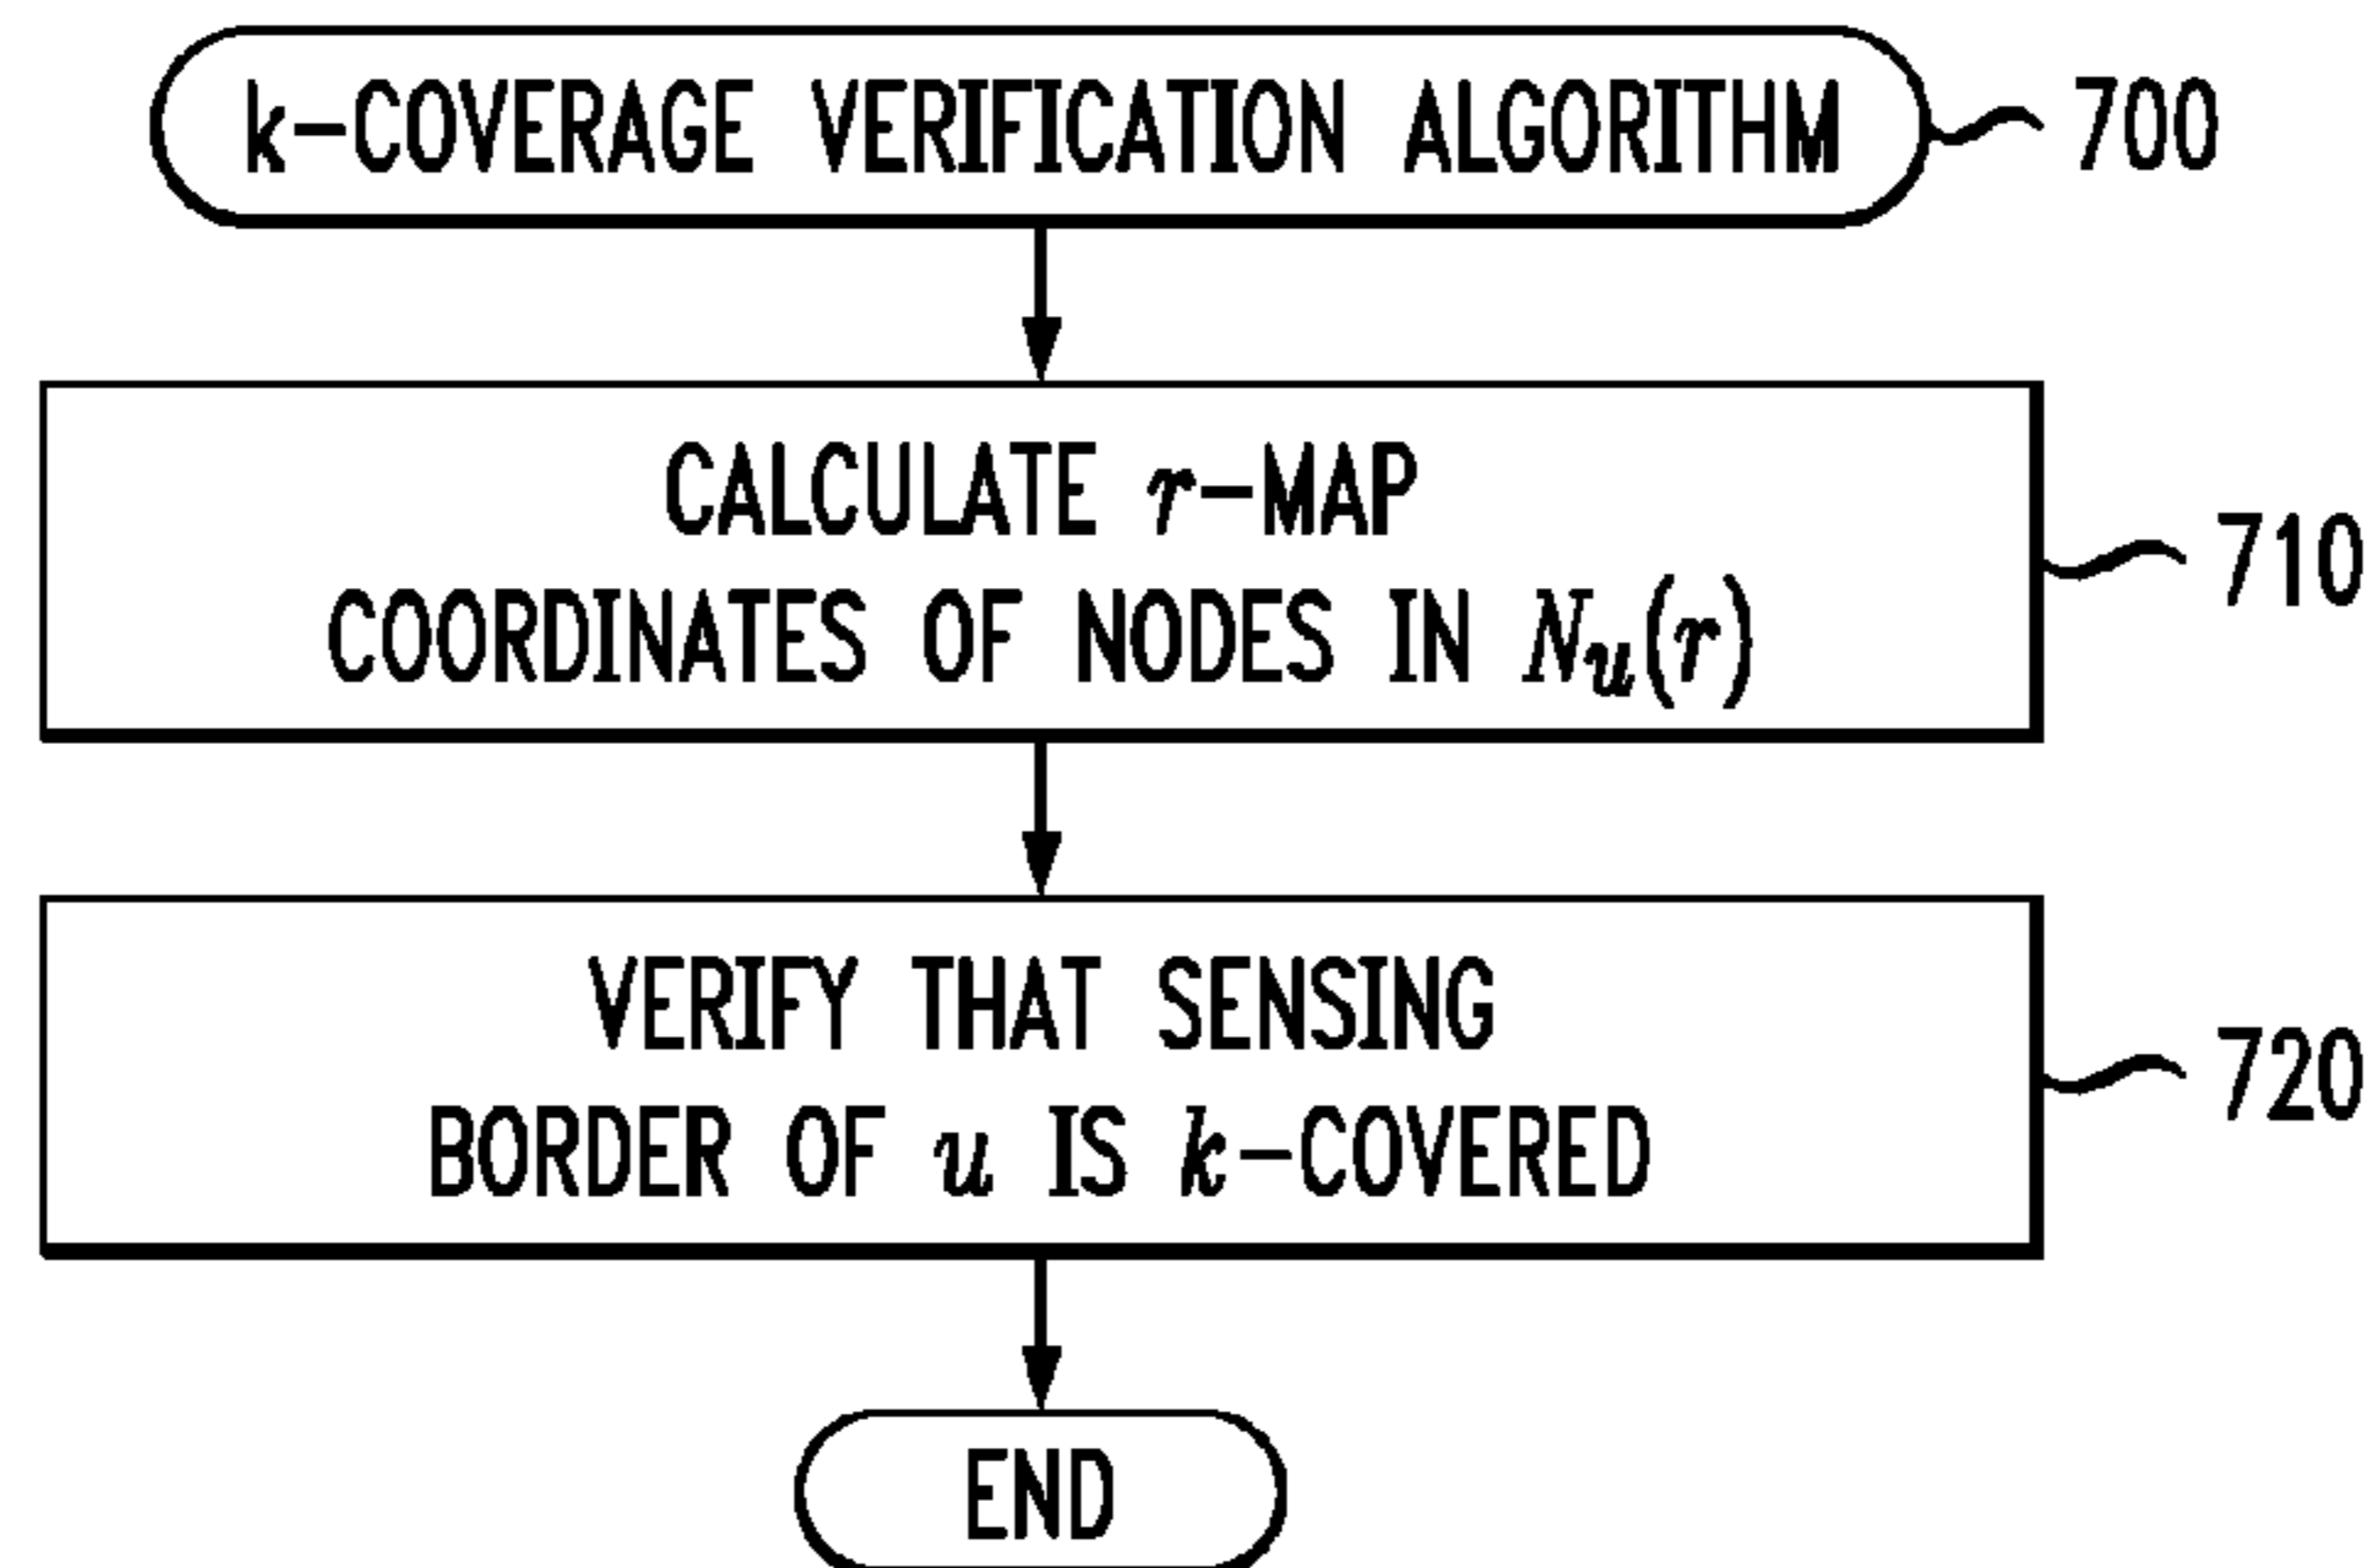 k-COVERAGE VERIFICATION ALGORITHM 700
CALCULATE r-MAP
COORDINATES OF NODES IN Nu(r)
710
VERIFY THAT SENSING
BORDER OF u IS k-COVERED
720
END